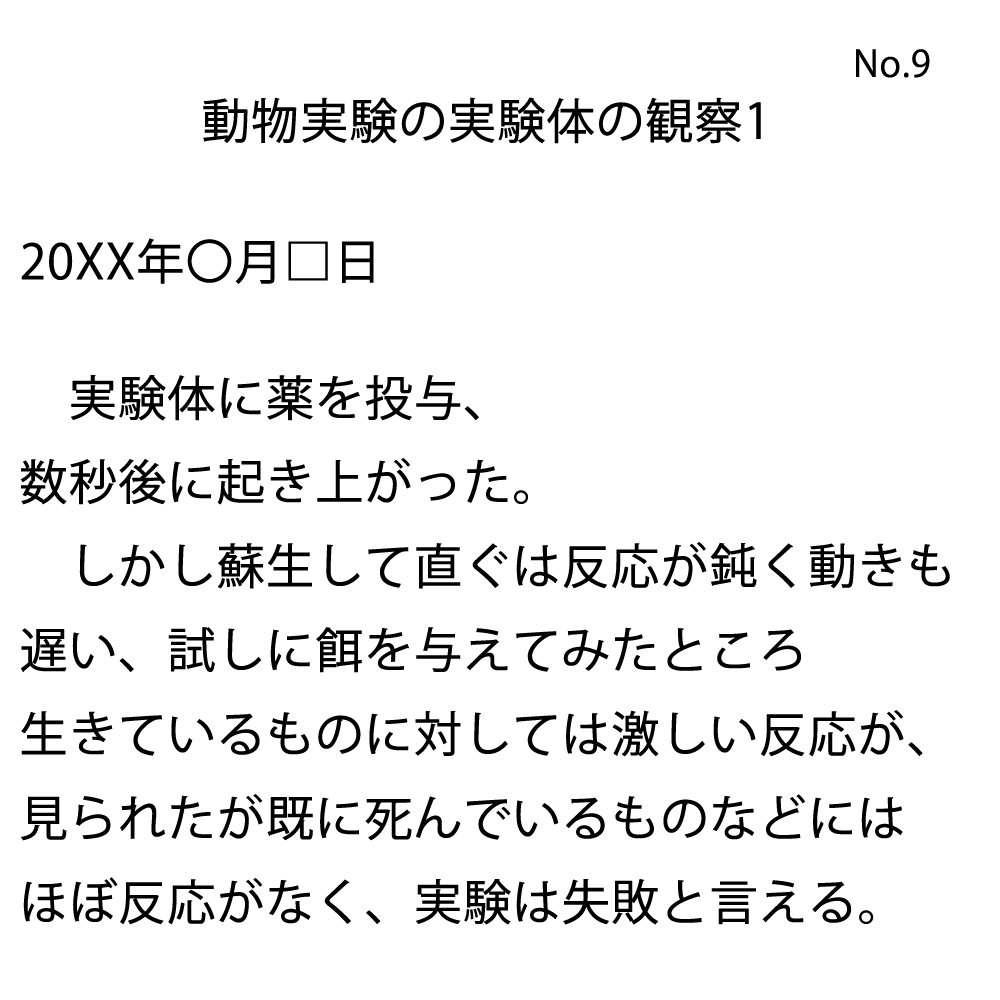 No.9
動物実験の実験体の観察1
20XX年〇月□日
　実験体に薬を投与、
数秒後に起き上がった。
　しかし蘇生して直ぐは反応が鈍く動きも
遅い、試しに餌を与えてみたところ
生きているものに対しては激しい反応が、
見られたが既に死んでいるものなどには
ほぼ反応がなく、実験は失敗と言える。